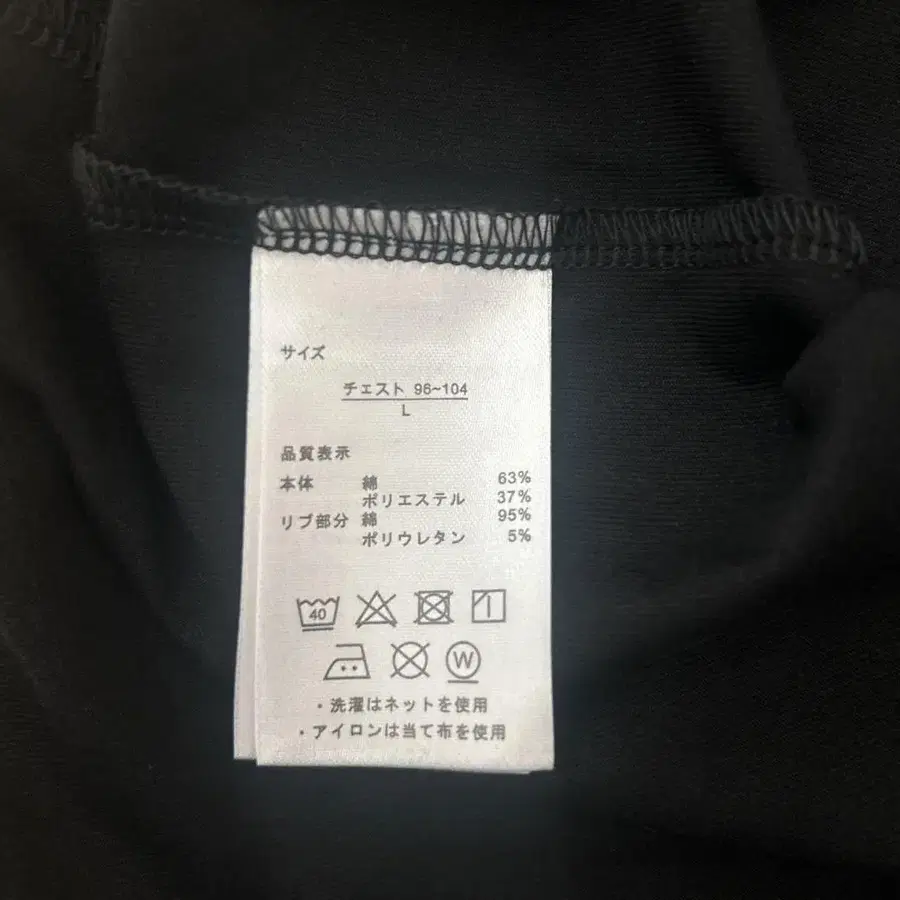 サイズ
チェスト 96~104
L
品質表示
本体 綿 63%
ポリエステル 37%
リブ部分 綿 95%
ポリウレタン 5%
40
W
・洗濯はネットを使用
・アイロンは当て布を使用